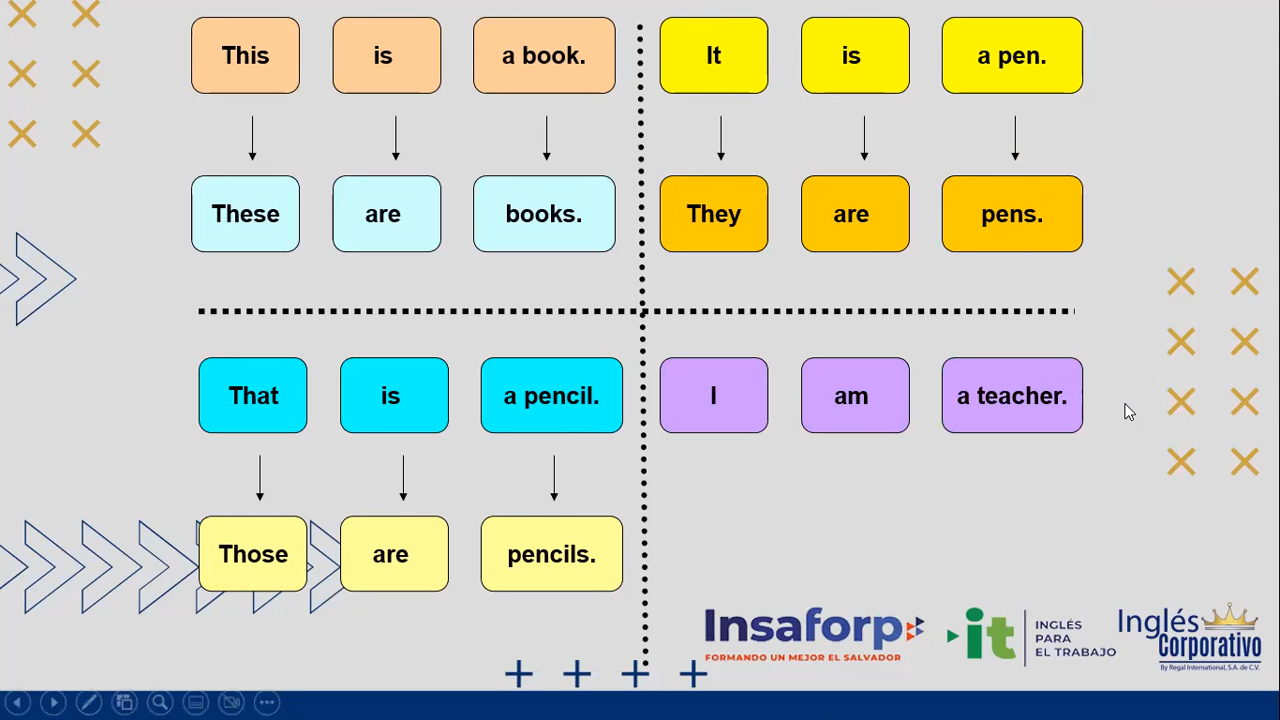 This is a book.
These are books.
It is a pen.
They are pens.
That is a pencil.
Those are pencils.
I am a teacher.
Insaforp
FORMANDO UN MEJOR EL SALVADOR
it
INGLÉS
PARA
EL TRABAJO
Inglés
Corporativo
By Regal International, S.A. de C.V.